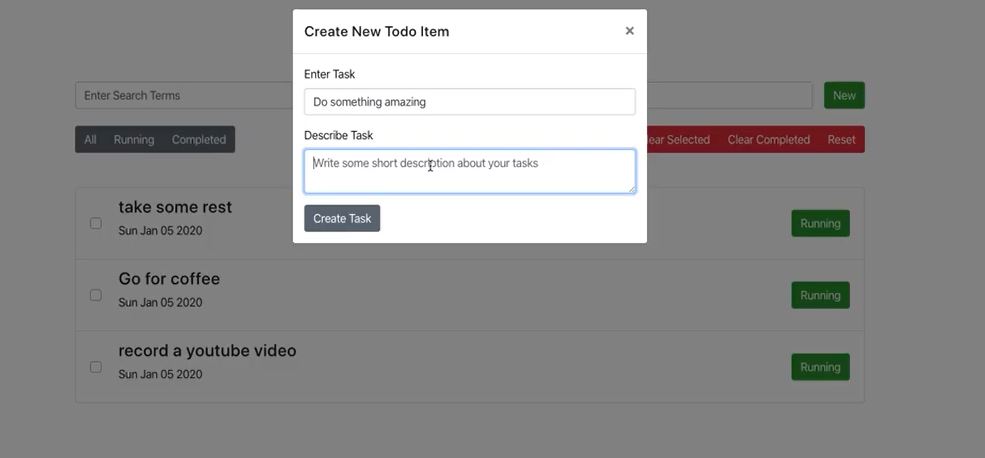 Create New Todo Item ×
Enter Task
Do something amazing
Describe Task
Write some short description about your tasks
Create Task
Enter Search Terms
New
All Running Completed
Selected Clear Completed Reset
take some rest
Sun Jan 05 2020
Running
Go for coffee
Sun Jan 05 2020
Running
record a youtube video
Sun Jan 05 2020
Running